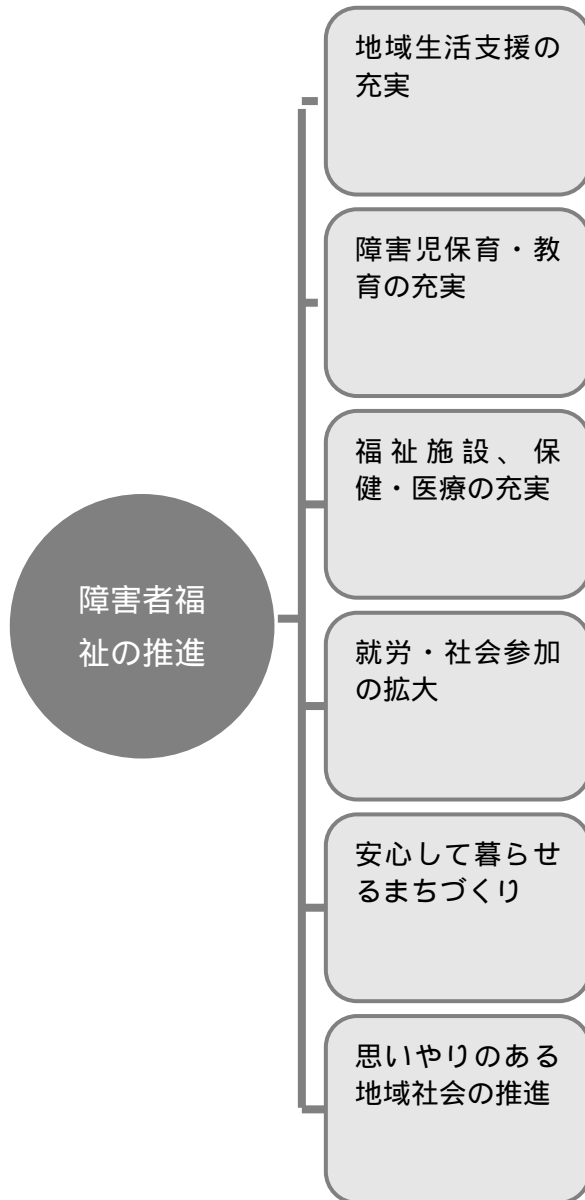 地域生活支援の
充実
障害児保育・教
育の充実
福祉施設、保
健・医療の充実
障害者福
祉の推進
就労・社会参加
の拡大
安心して暮らせ
るまちづくり
思いやりのある
地域社会の推進